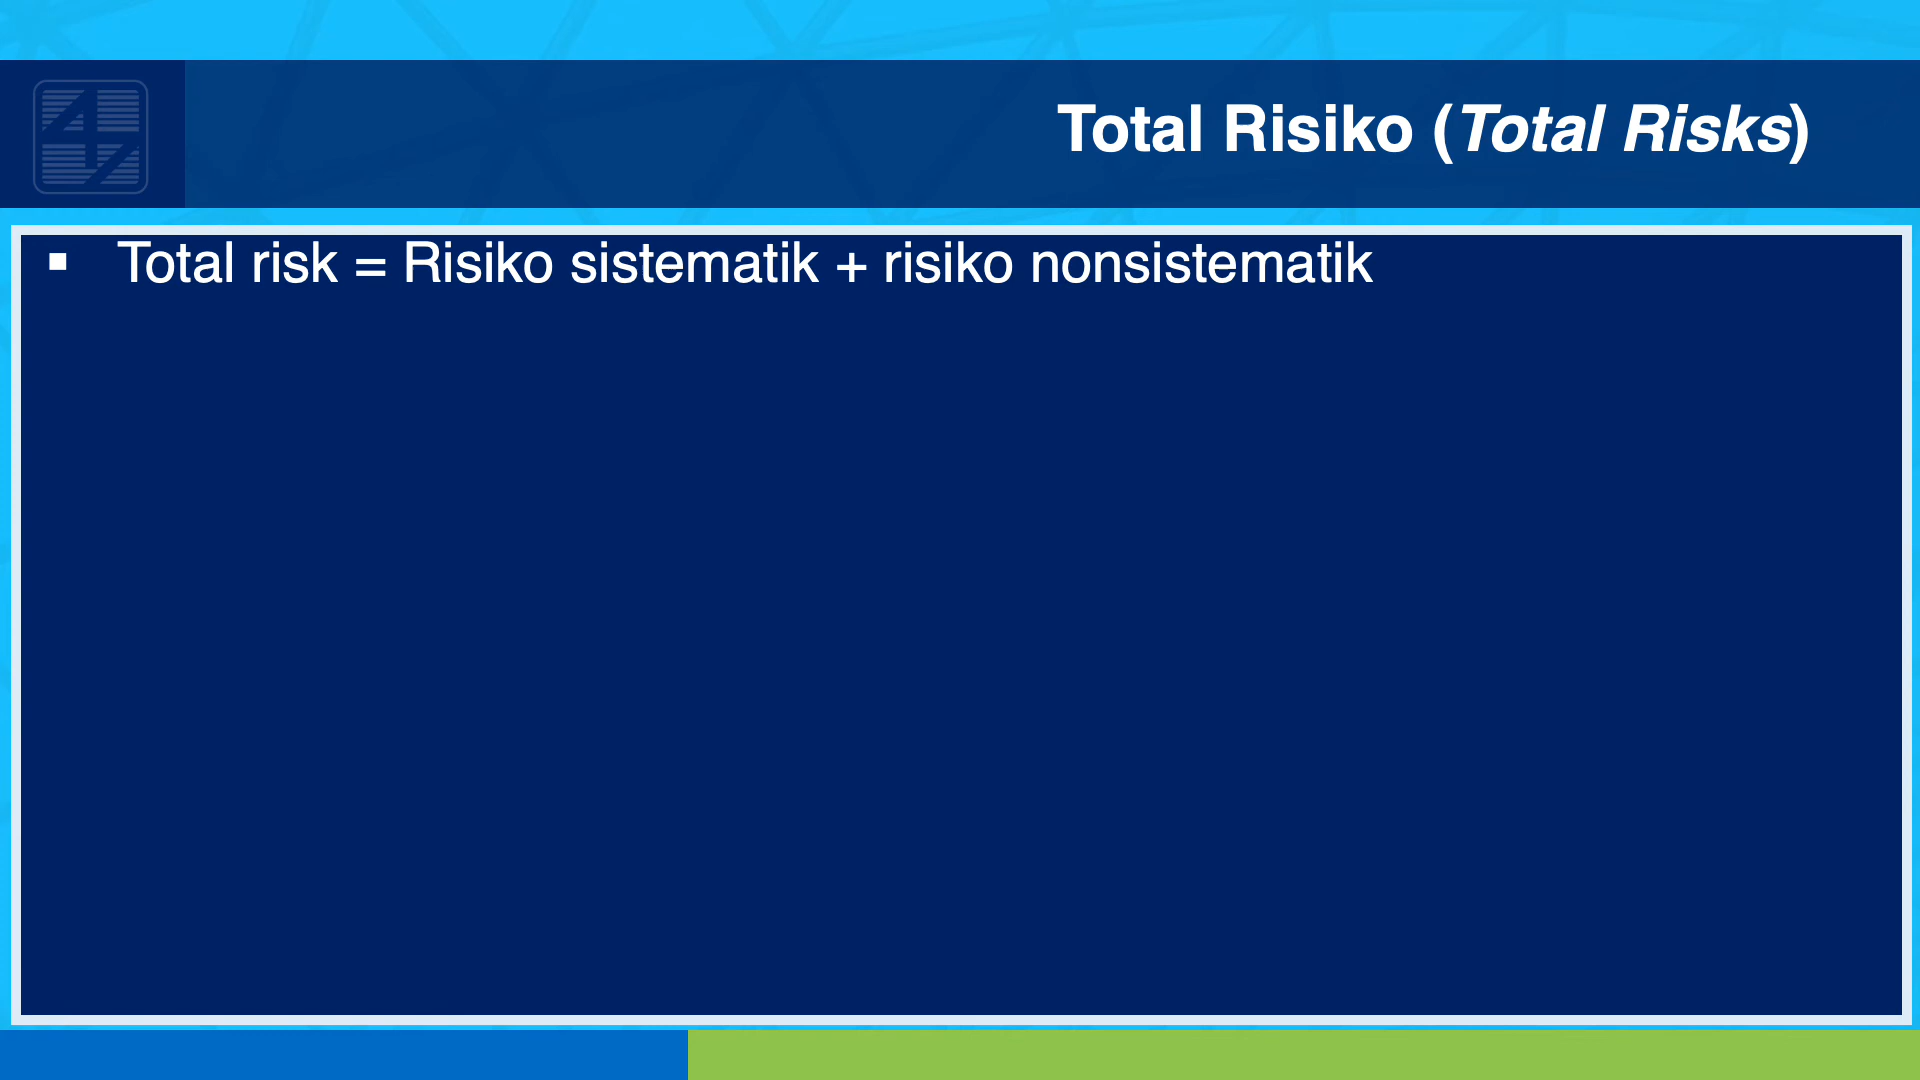 Total Risiko (Total Risks)
▪ Total risk = Risiko sistematik + risiko nonsistematik